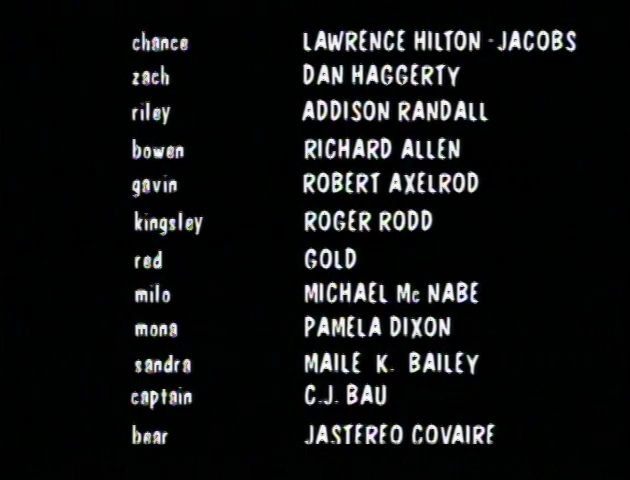 chance LAWRENCE HILTON-JACOBS
zach DAN HAGGERTY
riley ADDISON RANDALL
bowen RICHARD ALLEN
gavin ROBERT AXELROD
kingsley ROGER RODD
red GOLD
milo MICHAEL Mc NABE
mona PAMELA DIXON
sandra MAILE K. BAILEY
captain C.J. BAU
bear JASTEREO COVAIRE